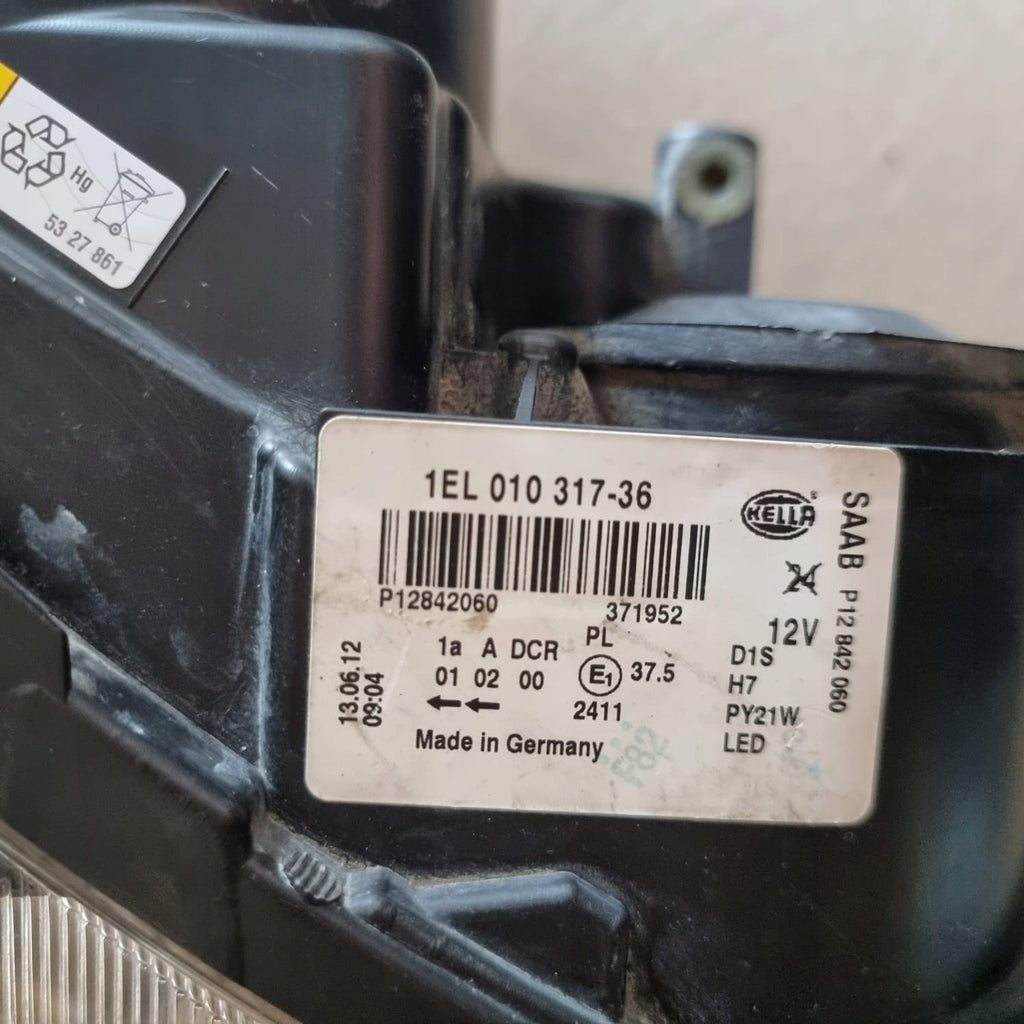 Hg
53 27 861
1EL 010 317-36
HELLA
®
SAAB P12 842 060
P12842060 371952
24
12V
13.06.12
09:04
1a A DCR PL
01 02 00 E1 37.5
2411
Made in Germany
D1S
H7
PY21W
LED
F82